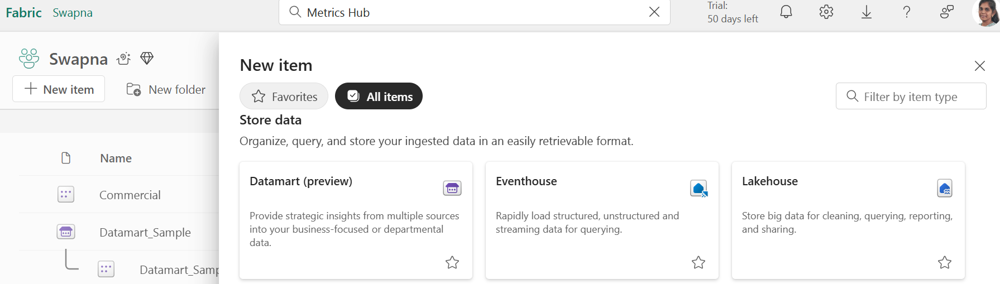 Fabric Swapna
Metrics Hub
Trial:
50 days left
Swapna
New item
New folder
Name
Commercial
Datamart_Sample
Datamart_Samp
New item
Favorites
All items
Filter by item type
Store data
Organize, query, and store your ingested data in an easily retrievable format.
Datamart (preview)
Provide strategic insights from multiple sources
into your business-focused or departmental
data.
Eventhouse
Rapidly load structured, unstructured and
streaming data for querying.
Lakehouse
Store big data for cleaning, querying, reporting,
and sharing.